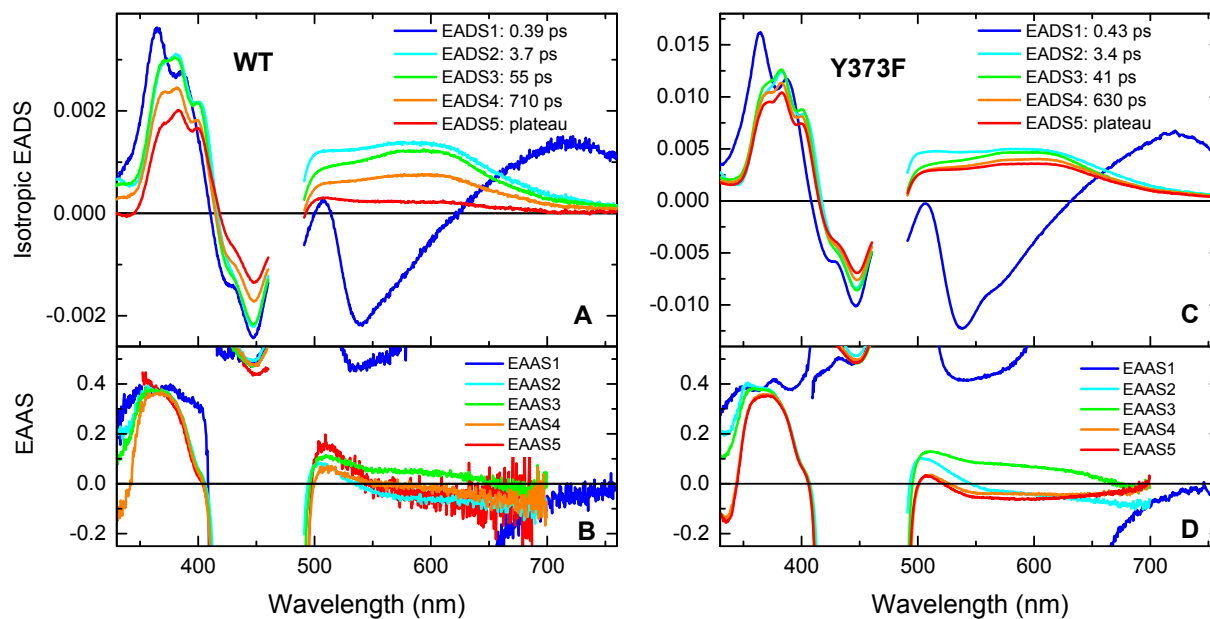 WT
EADS1: 0.39 ps
EADS2: 3.7 ps
EADS3: 55 ps
EADS4: 710 ps
EADS5: plateau
Isotropic EADS
0.002
0.000
-0.002
A
EAAS
0.4
0.2
0.0
-0.2
EAAS1
EAAS2
EAAS3
EAAS4
EAAS5
B
400
500
600
700
Wavelength (nm)
Y373F
EADS1: 0.43 ps
EADS2: 3.4 ps
EADS3: 41 ps
EADS4: 630 ps
EADS5: plateau
0.015
0.010
0.005
0.000
-0.005
-0.010
C
0.4
0.2
0.0
-0.2
EAAS1
EAAS2
EAAS3
EAAS4
EAAS5
D
400
500
600
700
Wavelength (nm)